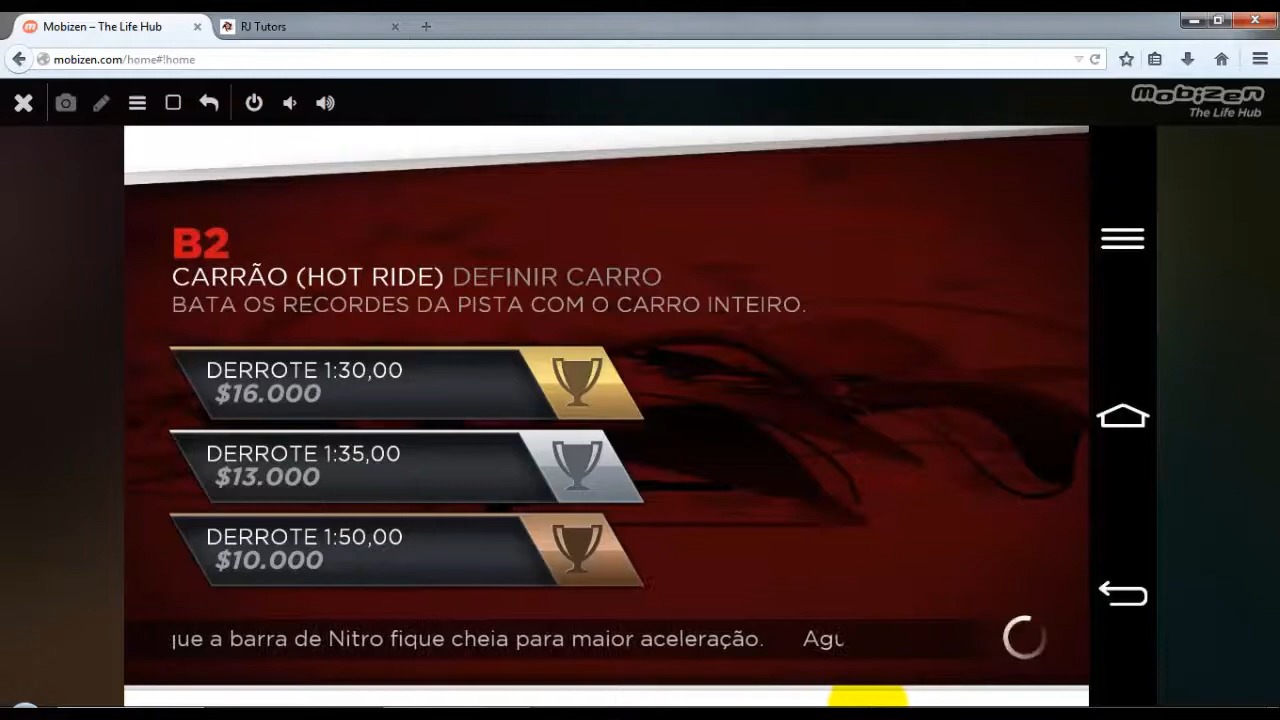 Mobizen – The Life Hub
RJ Tutors
mobizen.com/home#!home
mobizen
The Life Hub
B2
CARRÃO (HOT RIDE) DEFINIR CARRO
BATA OS RECORDES DA PISTA COM O CARRO INTEIRO.
DERROTE 1:30,00
$16.000
DERROTE 1:35,00
$13.000
DERROTE 1:50,00
$10.000
que a barra de Nitro fique cheia para maior aceleração. Agu